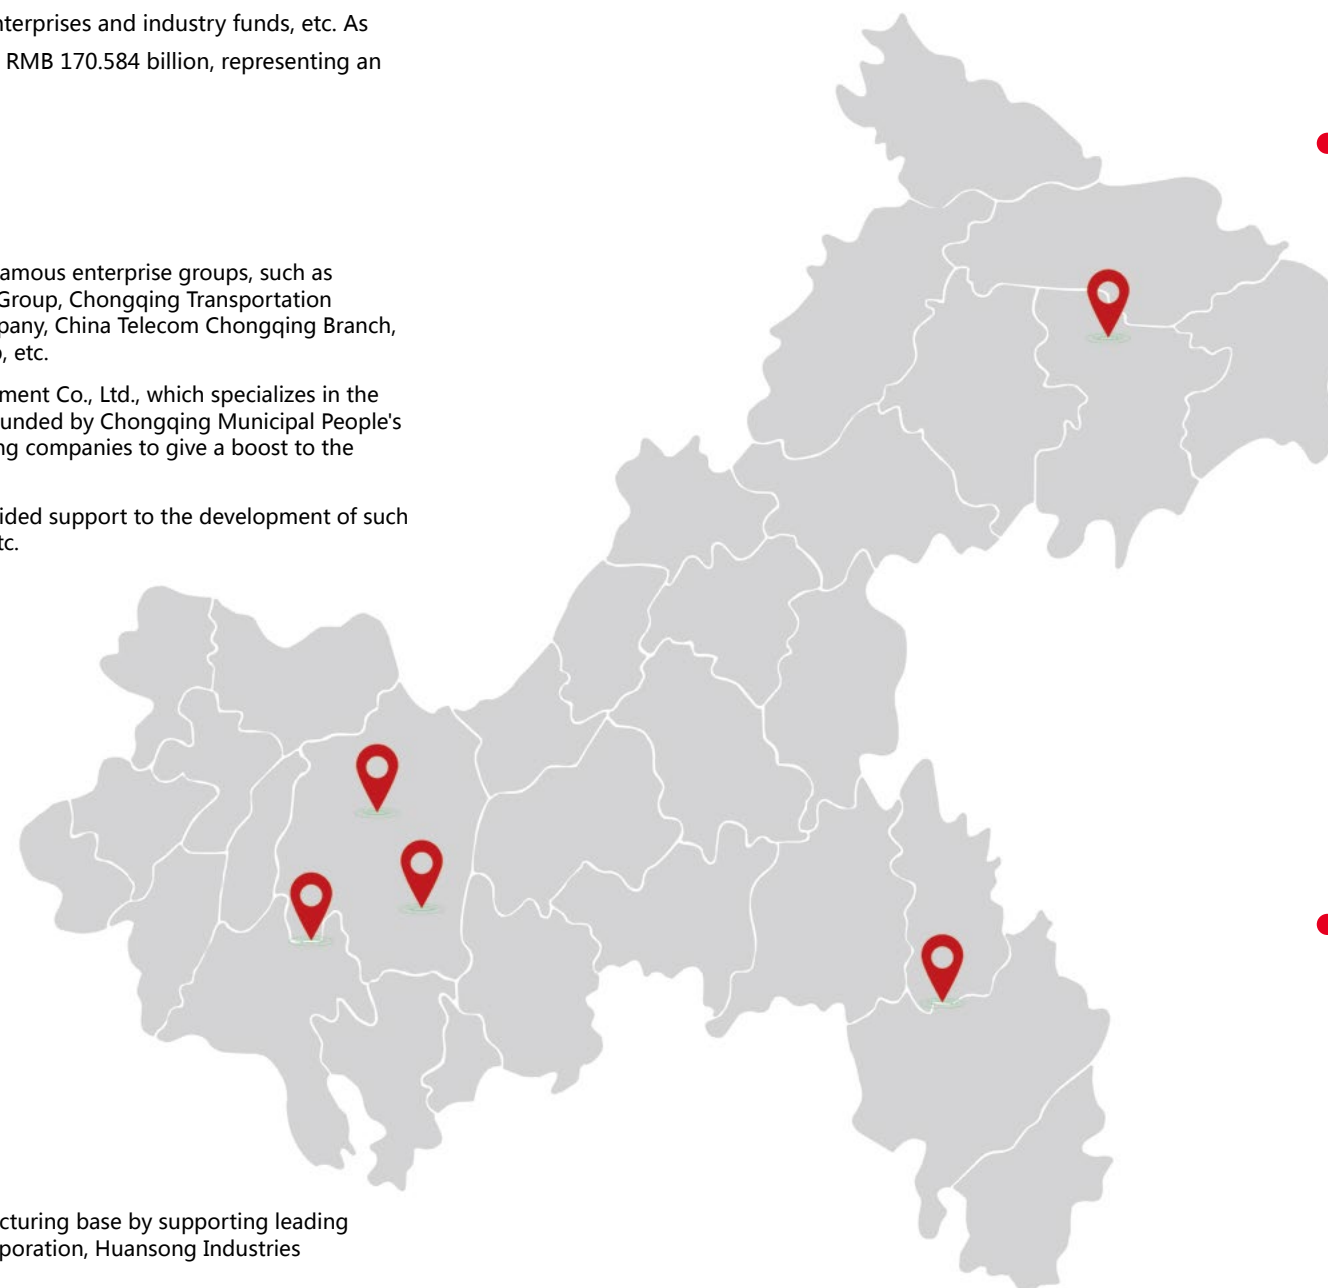 nterprises and industry funds, etc. As
RMB 170.584 billion, representing an
amous enterprise groups, such as
Group, Chongqing Transportation
pany, China Telecom Chongqing Branch,
, etc.
ment Co., Ltd., which specializes in the
unded by Chongqing Municipal People's
ng companies to give a boost to the
ided support to the development of such
tc.
cturing base by supporting leading
poration, Huansong Industries